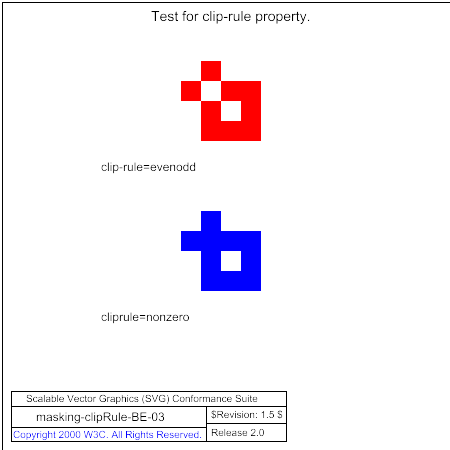 Test for clip-rule property.
clip-rule=evenodd
cliprule=nonzero
Scalable Vector Graphics (SVG) Conformance Suite
masking-clipRule-BE-03
$Revision: 1.5 $
Copyright 2000 W3C. All Rights Reserved.
Release 2.0